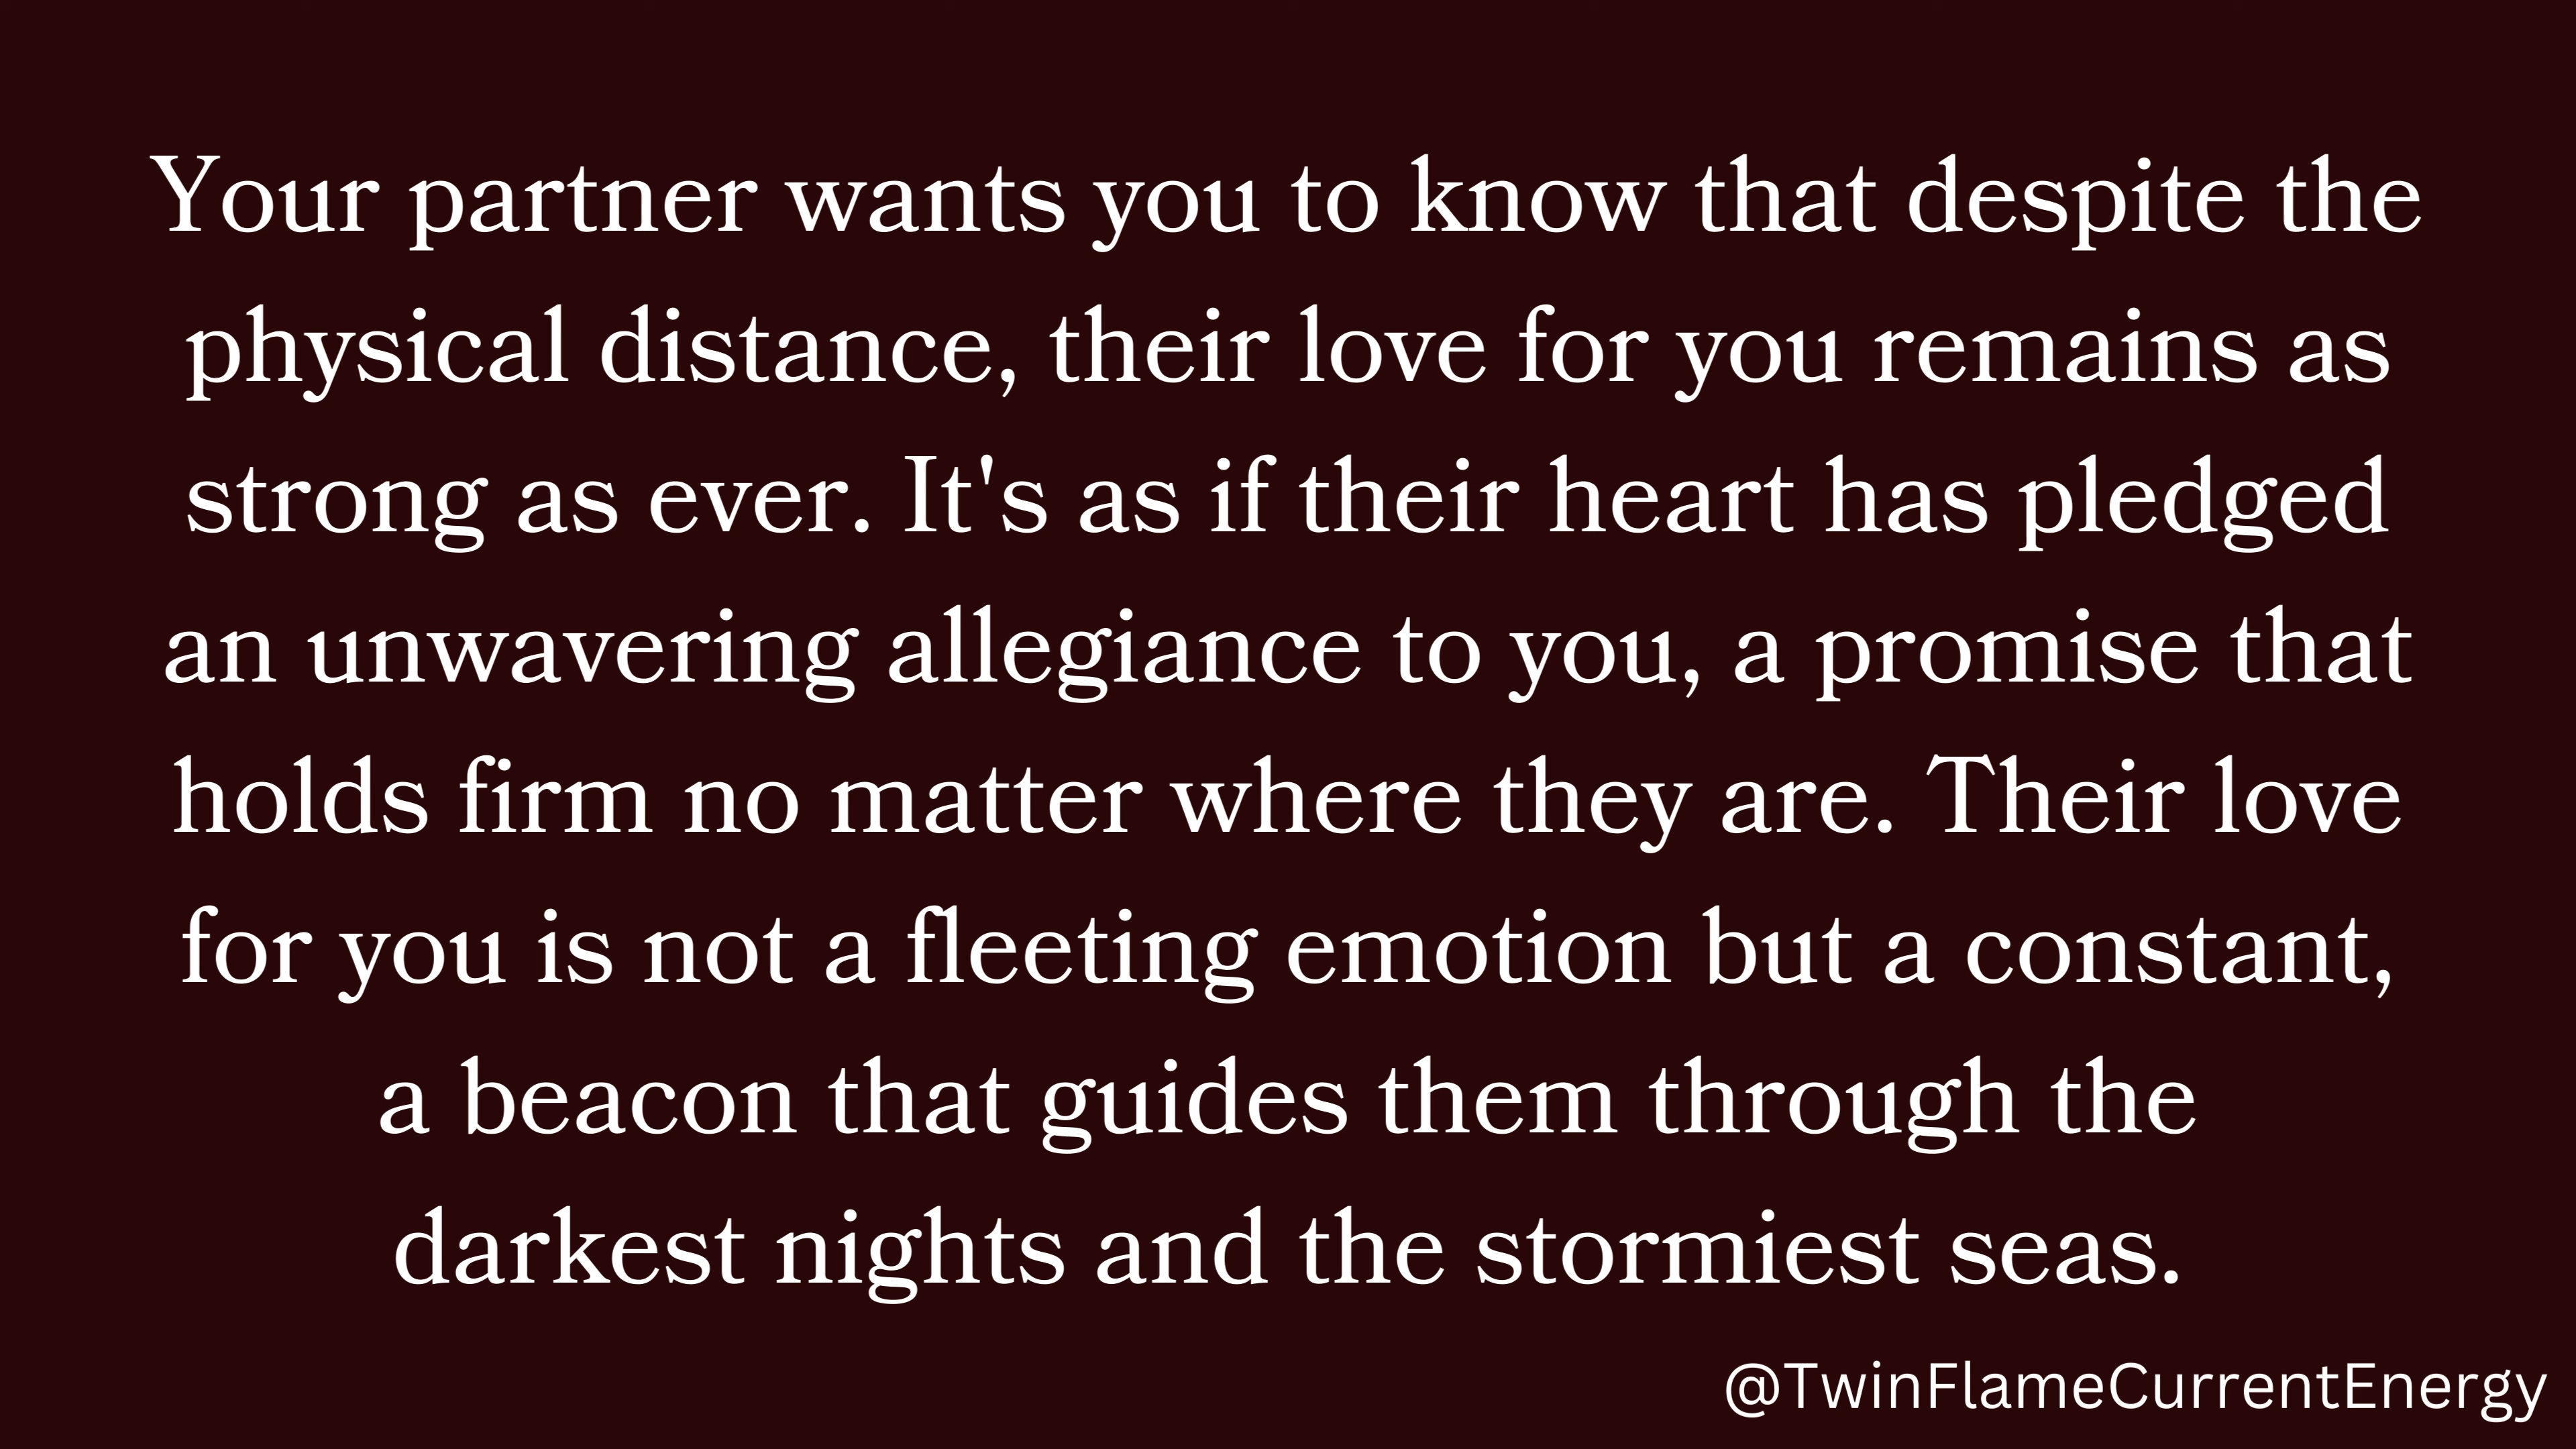 Your partner wants you to know that despite the
physical distance, their love for you remains as
strong as ever. It's as if their heart has pledged
an unwavering allegiance to you, a promise that
holds firm no matter where they are. Their love
for you is not a fleeting emotion but a constant,
a beacon that guides them through the
darkest nights and the stormiest seas.
@TwinFlameCurrentEnergy